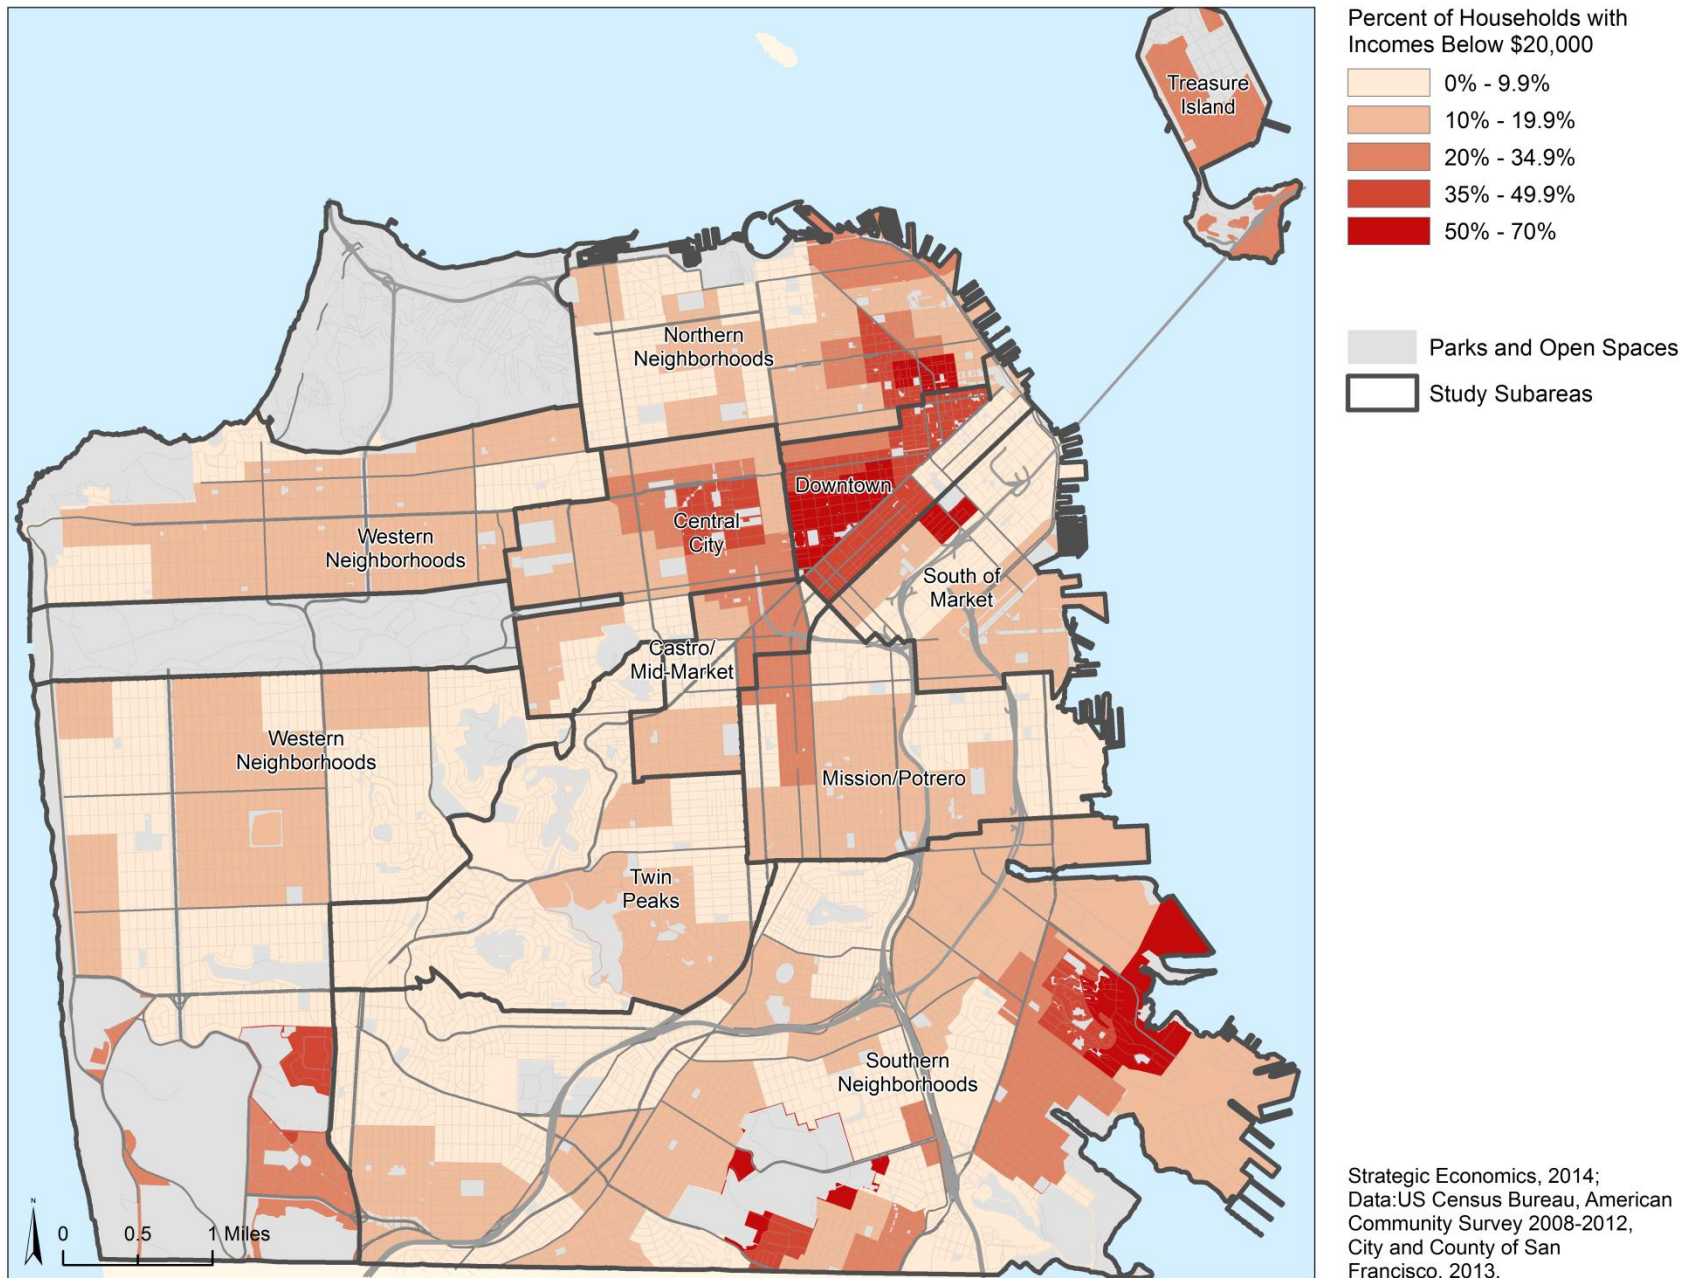 Percent of Households with
Incomes Below $20,000
0% - 9.9%
10% - 19.9%
20% - 34.9%
35% - 49.9%
50% - 70%
Parks and Open Spaces
Study Subareas
Treasure
Island
Northern
Neighborhoods
Downtown
Central
City
Western
Neighborhoods
South of
Market
Castro/
Mid-Market
Western
Neighborhoods
Mission/Potrero
Twin
Peaks
Southern
Neighborhoods
N
0 0.5 1 Miles
Strategic Economics, 2014;
Data:US Census Bureau, American
Community Survey 2008-2012,
City and County of San
Francisco, 2013.